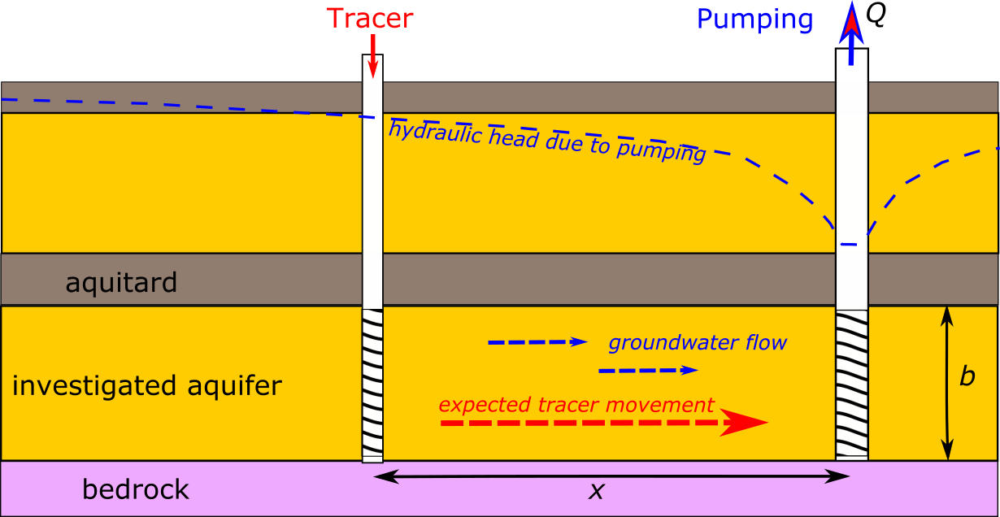 Tracer
Pumping
Q
hydraulic head due to pumping
aquitard
groundwater flow
investigated aquifer
b
expected tracer movement
bedrock
x